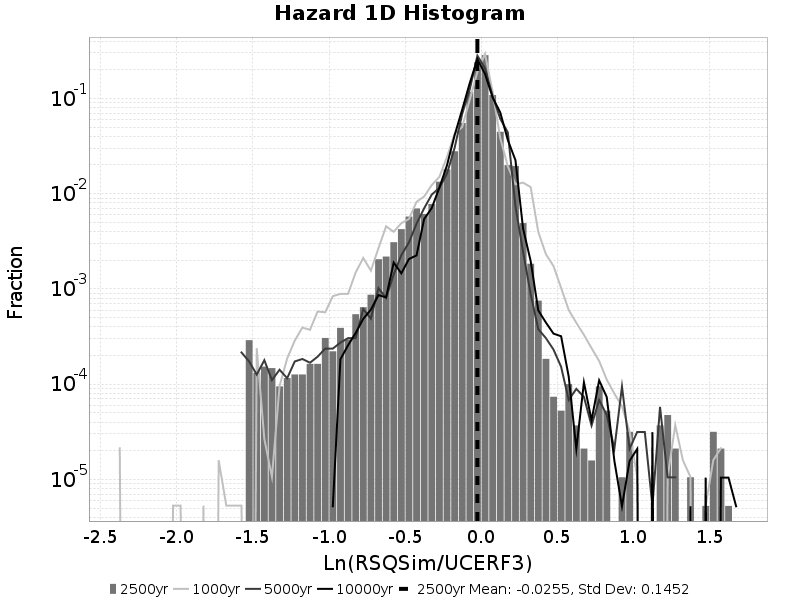 Hazard 1D Histogram
Fraction
10-1
10-2
10-3
10-4
10-5
-2.5 -2.0 -1.5 -1.0 -0.5 0.0 0.5 1.0 1.5
Ln(RSQSim/UCERF3)
2500yr 1000yr 5000yr 10000yr 2500yr Mean: -0.0255, Std Dev: 0.1452